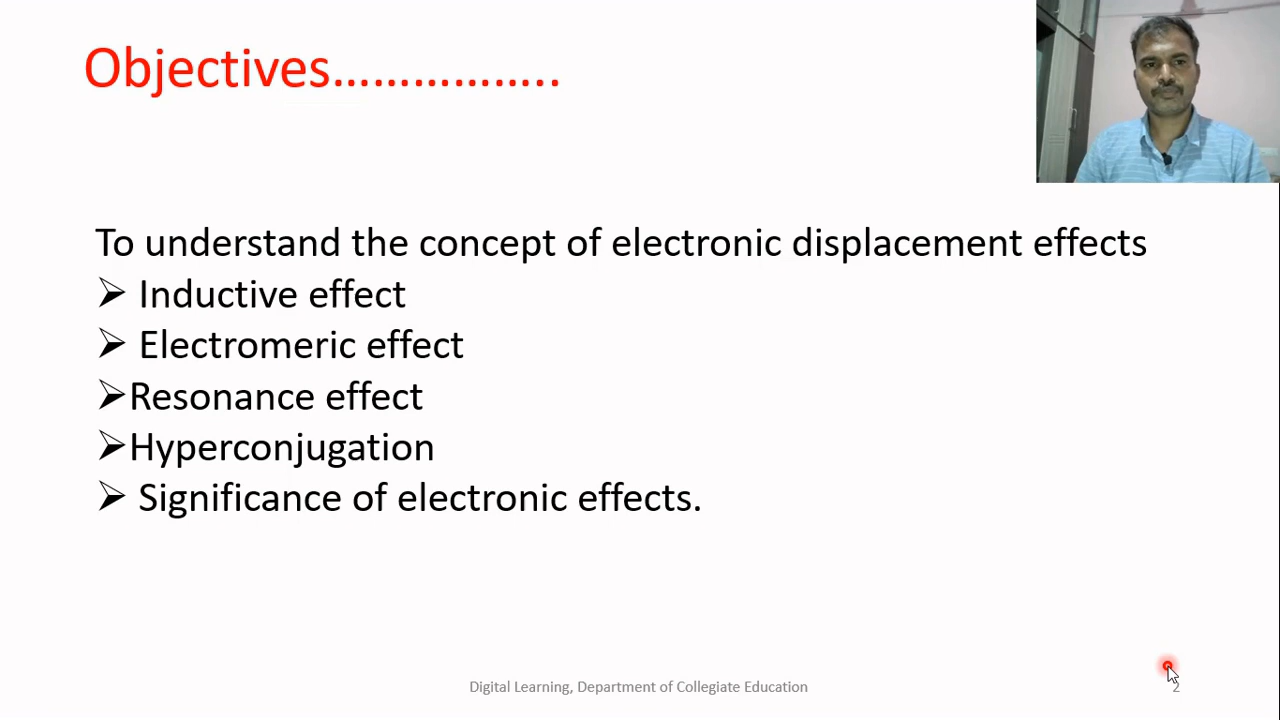 Objectives……………..
To understand the concept of electronic displacement effects
➢ Inductive effect
➢ Electromeric effect
➢Resonance effect
➢Hyperconjugation
➢ Significance of electronic effects.
Digital Learning, Department of Collegiate Education
2